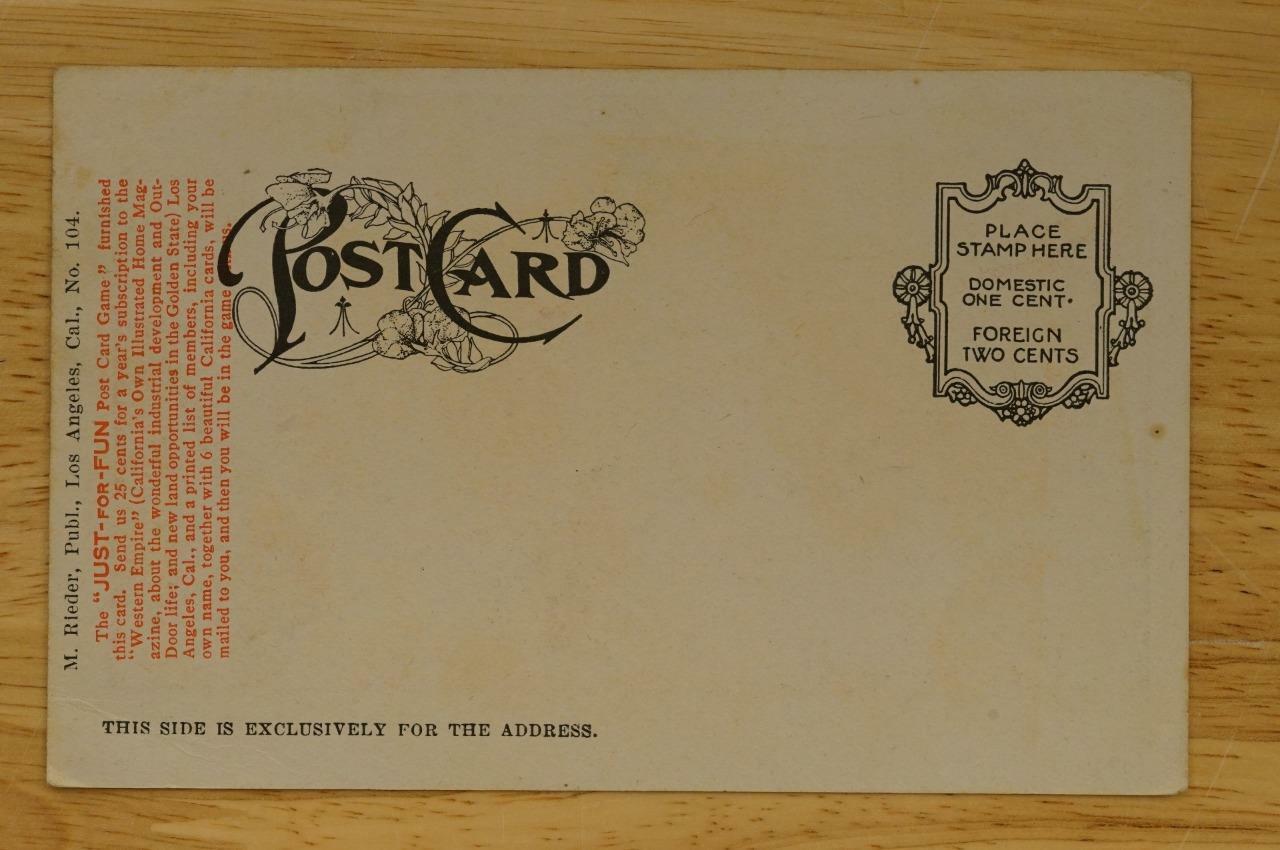 M. Rieder, Publ., Los Angeles, Cal., No. 104.
The "JUST-FOR-FUN Post Card Game" furnished
this card. Send us 25 cents for a year's subscription to the
"Western Empire" (California's Own Illustrated Home Mag-
azine, about the wonderful industrial development and Out-
Door life; and new land opportunities in the Golden State) Los
Angeles, Cal., and a printed list of members, including your
own name, together with 6 beautiful California cards, will be
mailed to you, and then you will be in the game
POST CARD
PLACE
STAMP HERE
DOMESTIC
ONE CENT.
FOREIGN
TWO CENTS
THIS SIDE IS EXCLUSIVELY FOR THE ADDRESS.